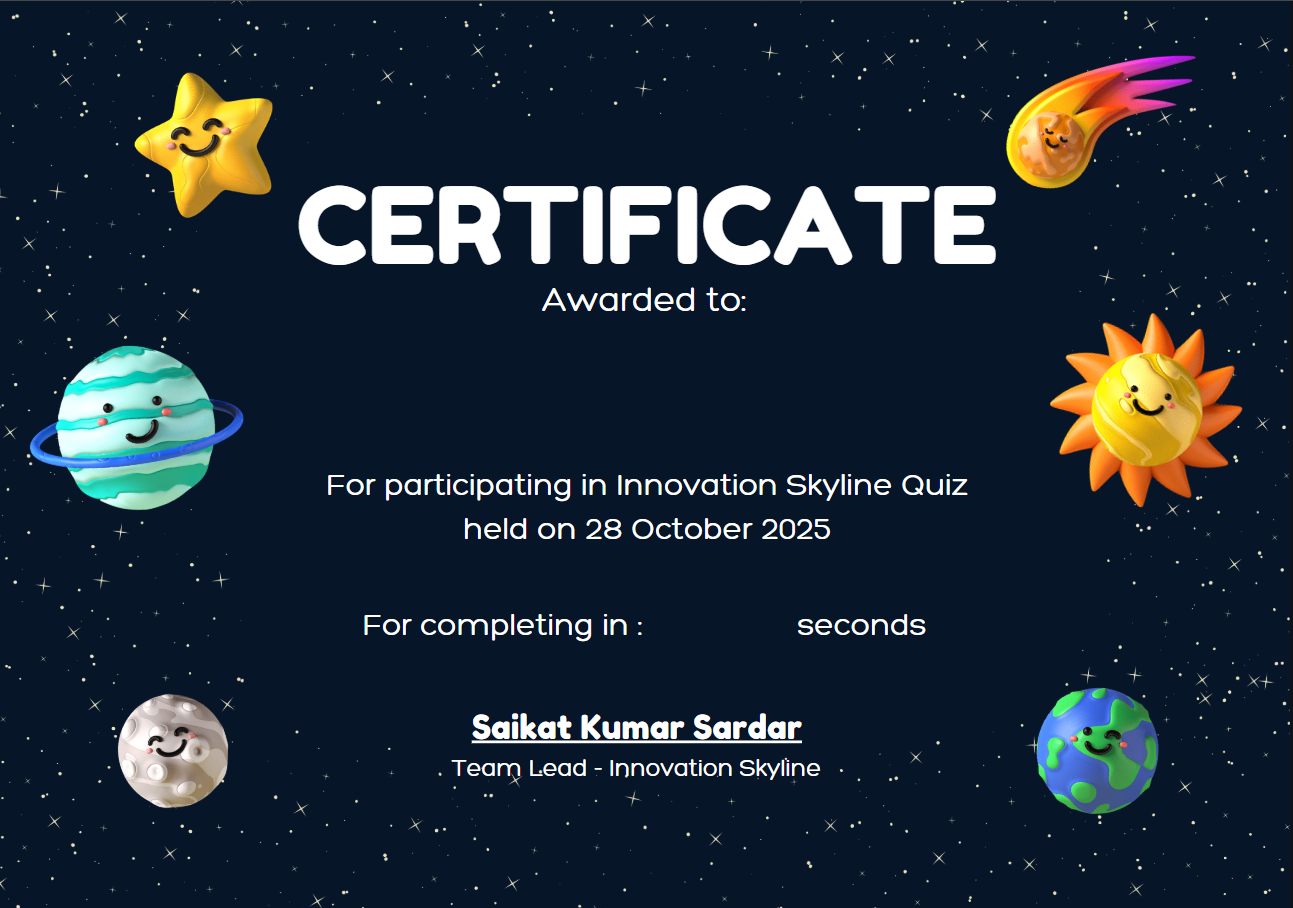 CERTIFICATE
Awarded to:
For participating in Innovation Skyline Quiz
held on 28 October 2025
For completing in : seconds
Saikat Kumar Sardar
Team Lead - Innovation Skyline